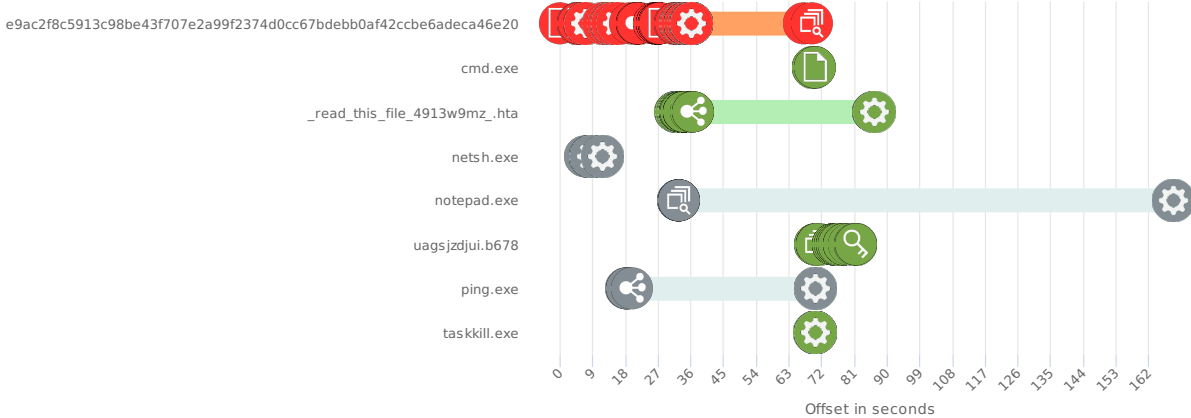 e9ac2f8c5913c98be43f707e2a99f2374d0cc67bdebb0af42ccbe6adeca46e20
cmd.exe
_read_this_file_4913w9mz_.hta
netsh.exe
notepad.exe
uagsjzdjui.b678
ping.exe
taskkill.exe
0 9 18 27 36 45 54 63 72 81 90 99 108 117 126 135 144 153 162
Offset in seconds